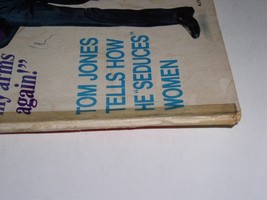 my arms
again!"
TOM JONES
TELLS HOW
HE "SEDUCES"
WOMEN